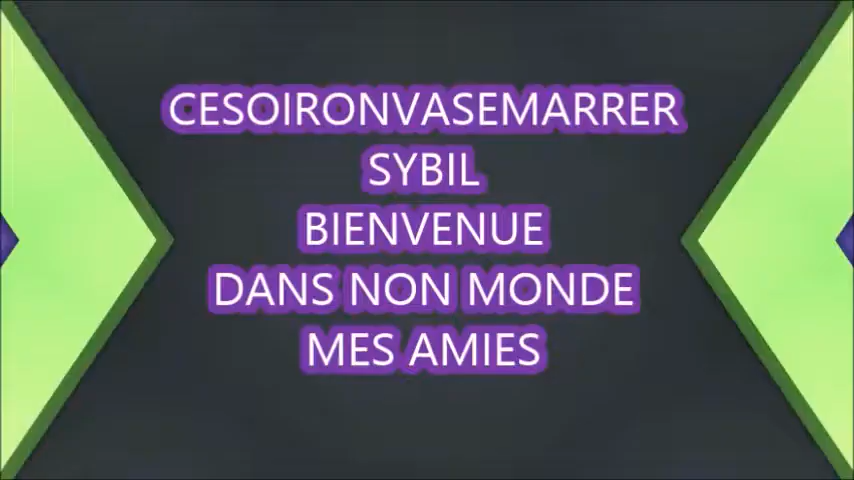 CESOIRONVASEMARRER
SYBIL
BIENVENUE
DANS NON MONDE
MES AMIES